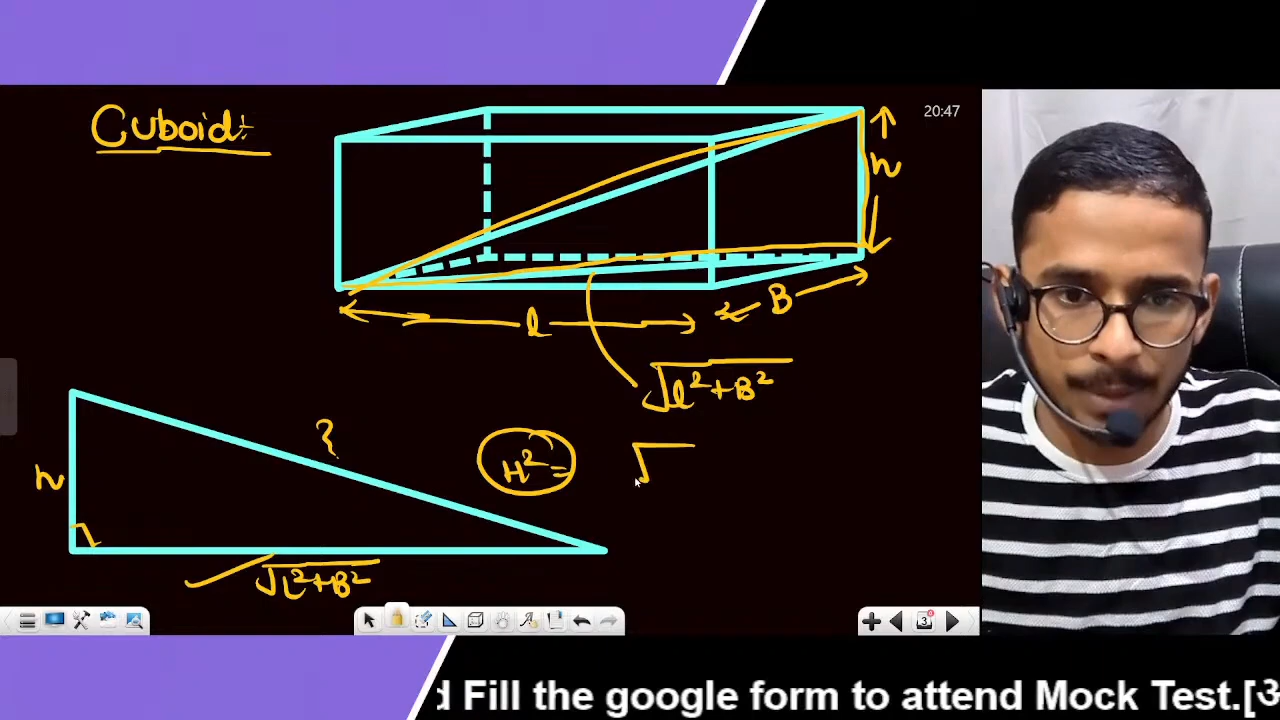 Cuboid:
20:47
h
B
l
√l²+B²
?
H²=
√
h
√L²+B²
3
d Fill the google form to attend Mock Test.[